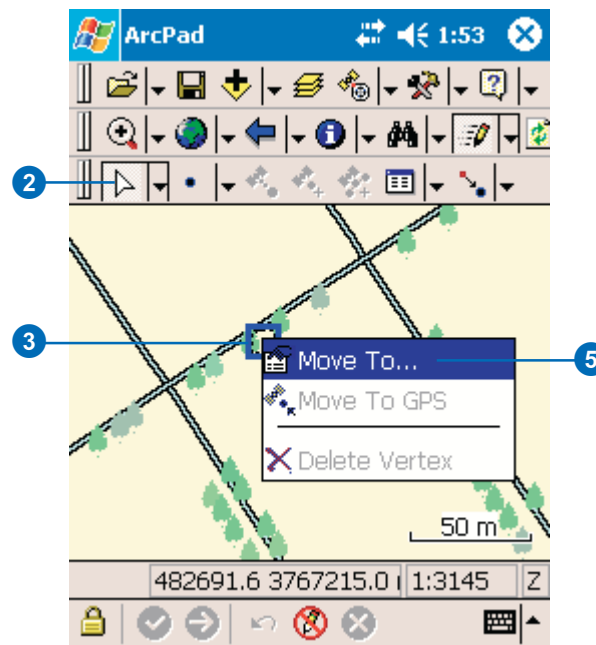 ArcPad 1:53
2
3
Move To...
5
Move To GPS
Delete Vertex
50 m
482691.6 3767215.0 1:3145 Z